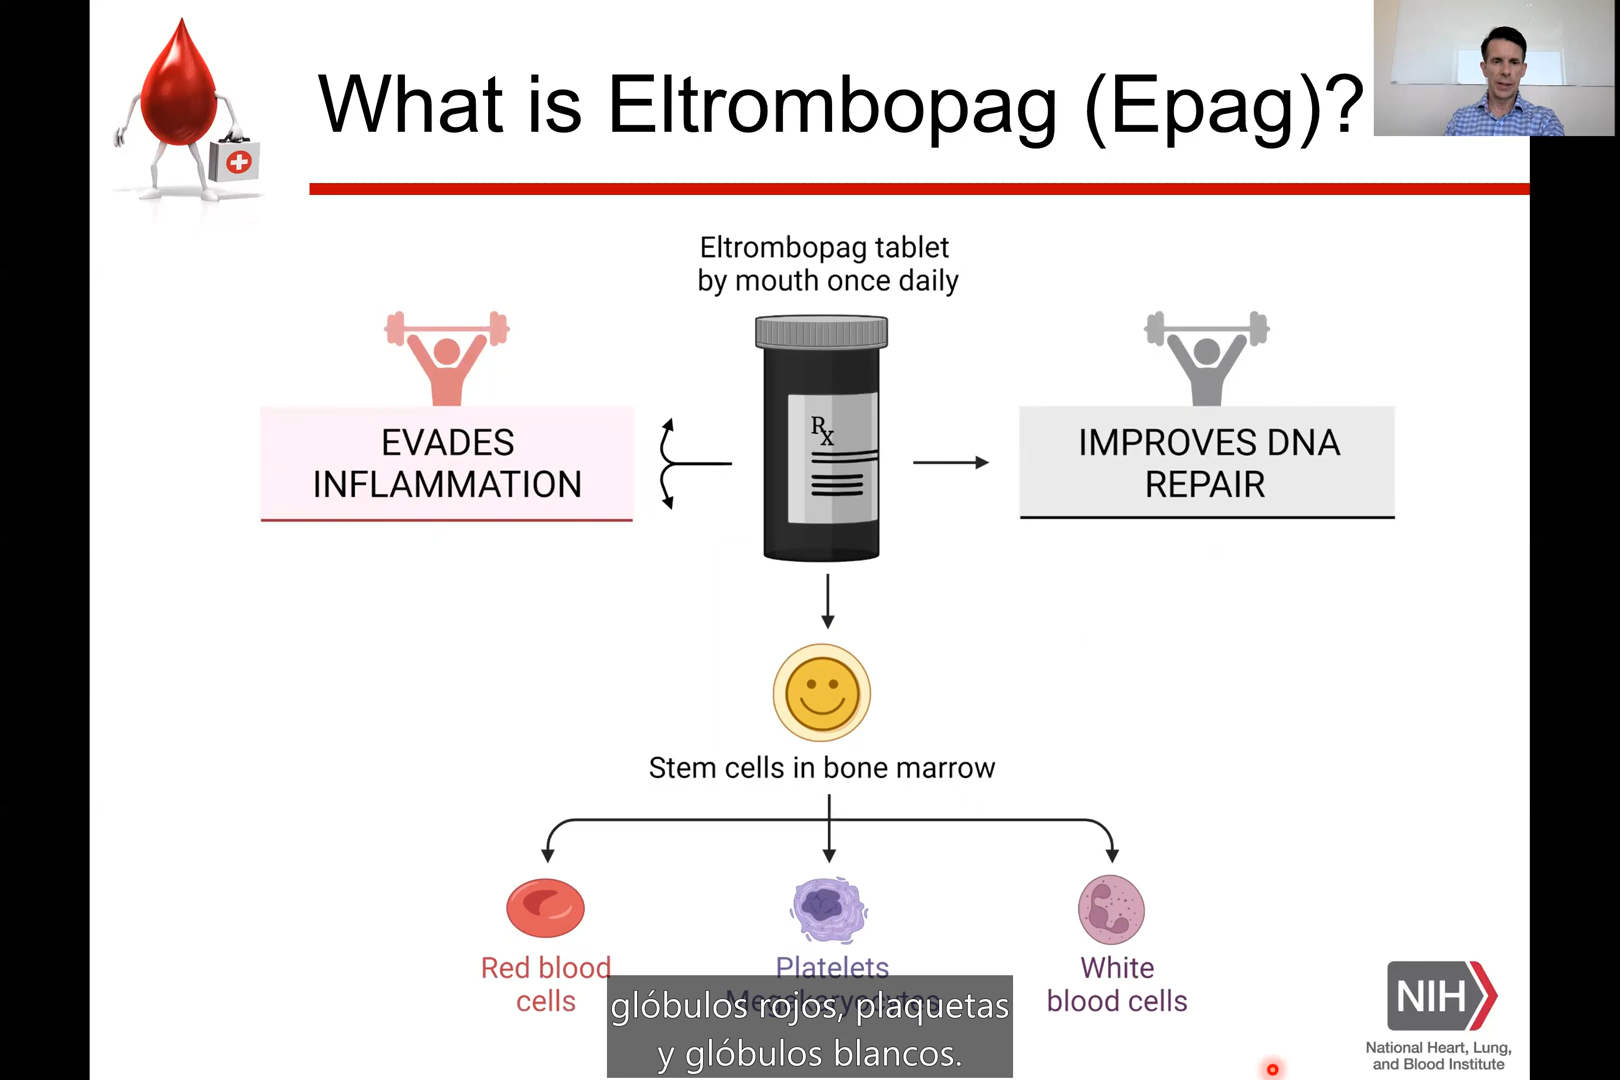 What is Eltrombopag (Epag)?
Eltrombopag tablet
by mouth once daily
EVADES
INFLAMMATION
Rx
IMPROVES DNA
REPAIR
Stem cells in bone marrow
Red blood
cells
Platelets
Megakaryocytes
White
blood cells
glóbulos rojos, plaquetas
y glóbulos blancos.
NIH
National Heart, Lung,
and Blood Institute